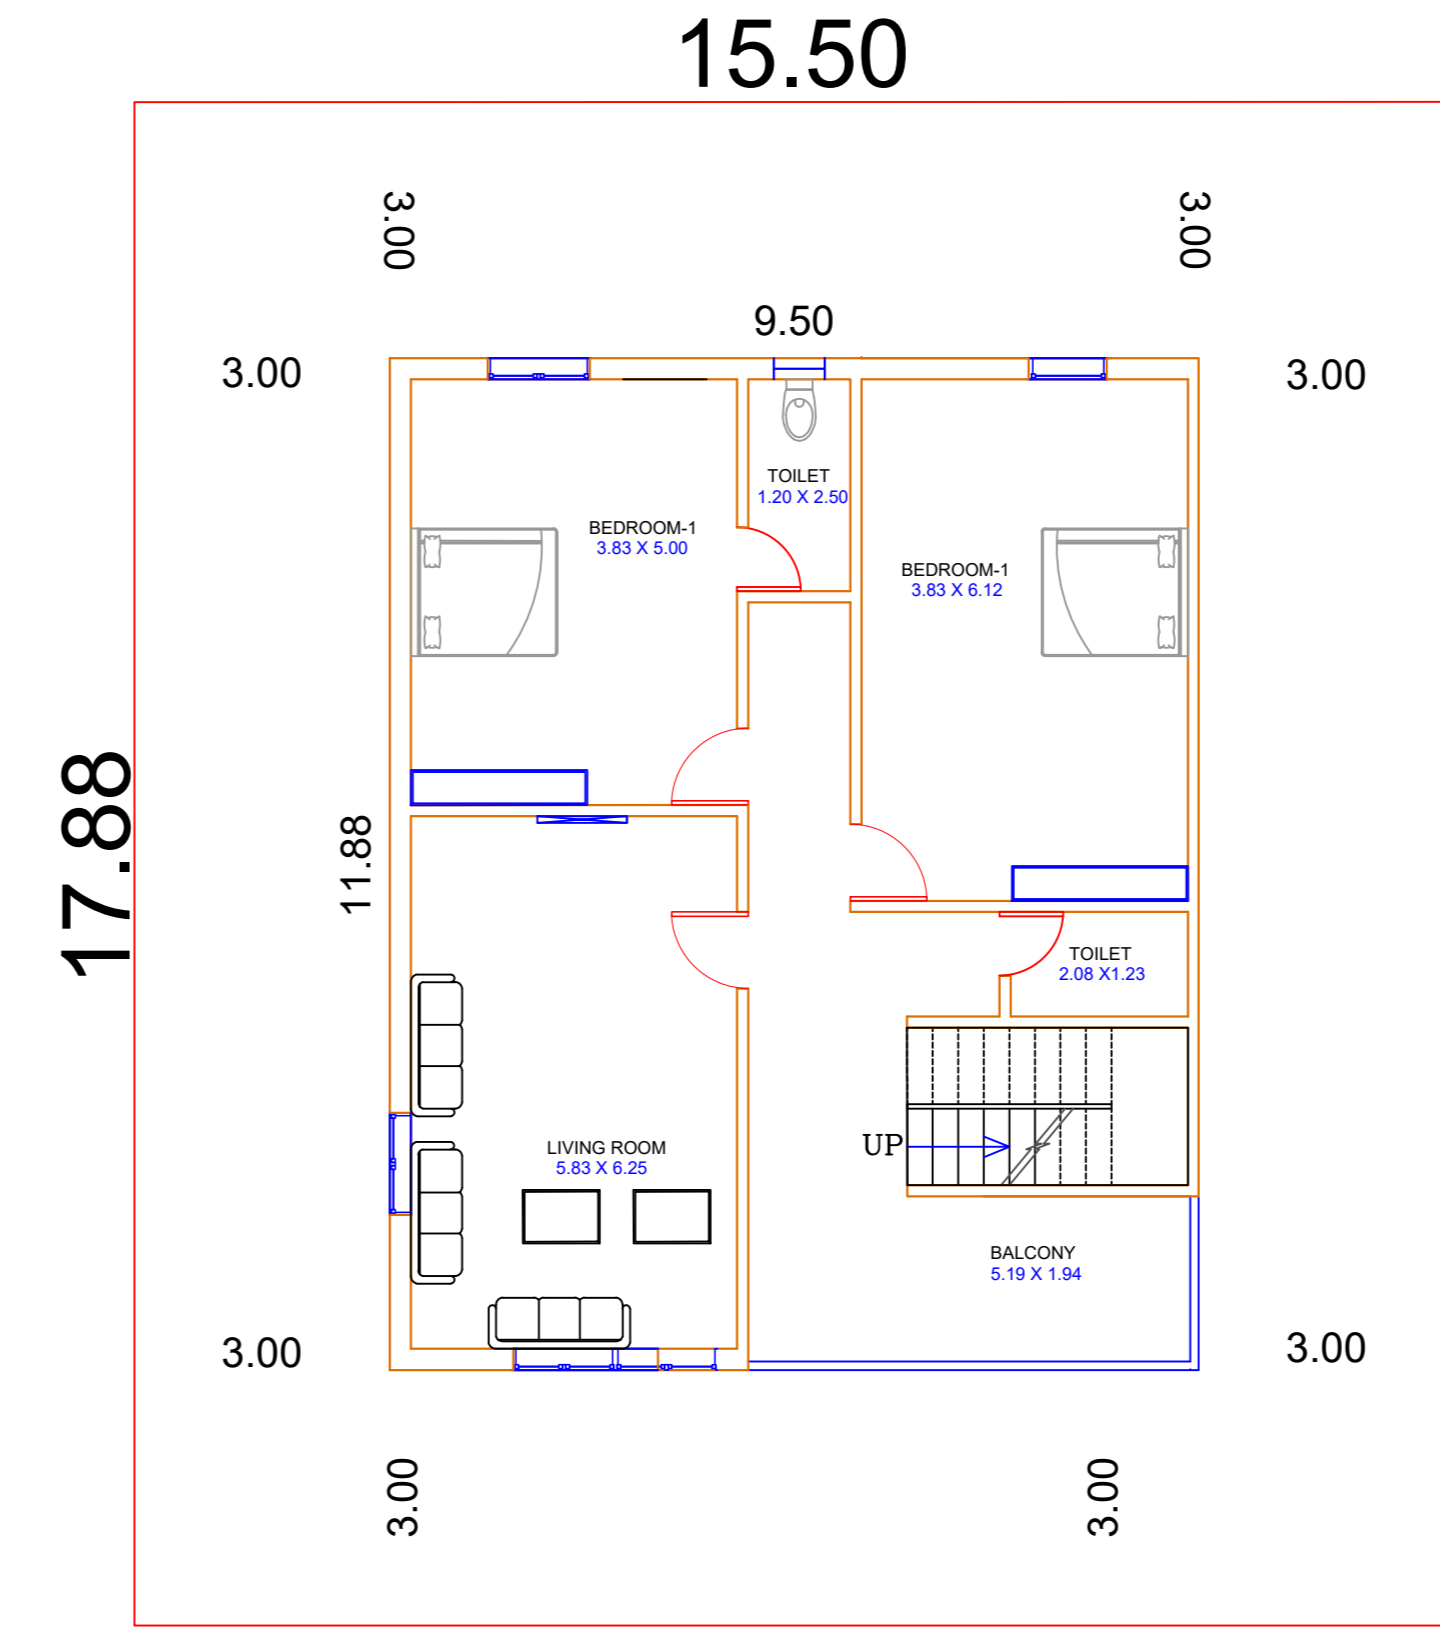 15.50
3.00
3.00
9.50
3.00
3.00
TOILET
1.20 X 2.50
BEDROOM-1
3.83 X 5.00
BEDROOM-1
3.83 X 6.12
17.88
11.88
TOILET
2.08 X1.23
UP
LIVING ROOM
5.83 X 6.25
BALCONY
5.19 X 1.94
3.00
3.00
3.00
3.00